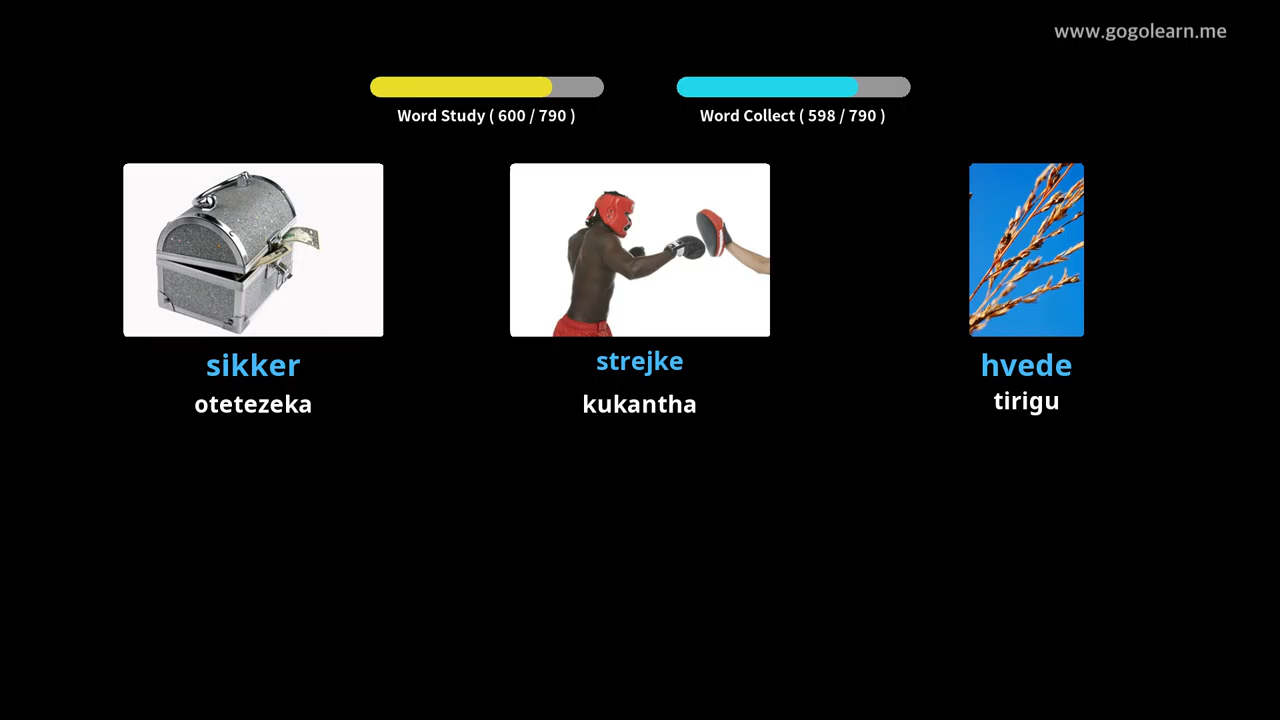 www.gogolearn.me
Word Study ( 600 / 790 )
Word Collect ( 598 / 790 )
sikker
otetezeka
strejke
kukantha
hvede
tirigu